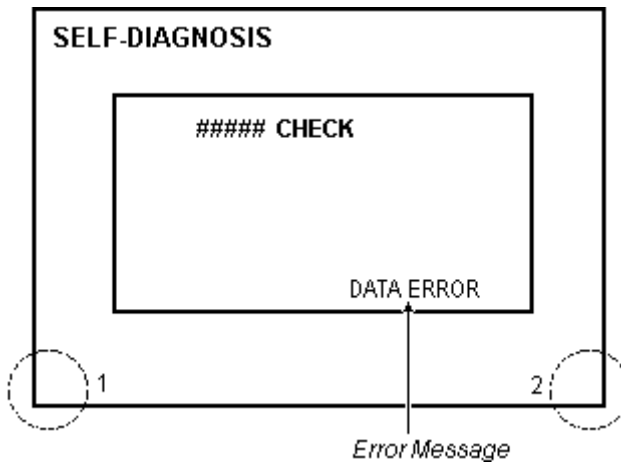 SELF-DIAGNOSIS
##### CHECK
DATA ERROR
1
2
Error Message